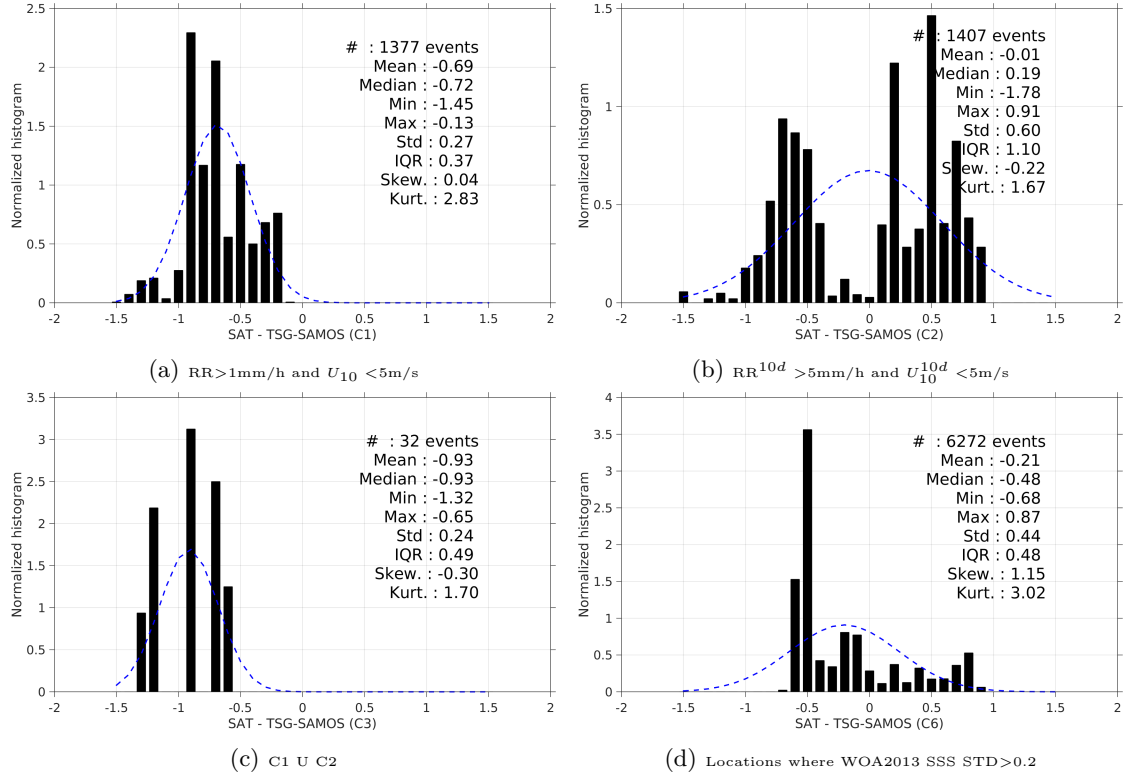 2.5
2
1.5
1
0.5
0
Normalized histogram
# : 1377 events
Mean : -0.69
Median : -0.72
Min : -1.45
Max : -0.13
Std : 0.27
IQR : 0.37
Skew. : 0.04
Kurt. : 2.83
-2 -1.5 -1 -0.5 0 0.5 1 1.5 2
SAT - TSG-SAMOS (C1)
(a) RR>1mm/h and U10 <5m/s
1.5
1
0.5
0
Normalized histogram
# : 1407 events
Mean : -0.01
Median : 0.19
Min : -1.78
Max : 0.91
Std : 0.60
IQR : 1.10
Skew. : -0.22
Kurt. : 1.67
-2 -1.5 -1 -0.5 0 0.5 1 1.5 2
SAT - TSG-SAMOS (C2)
(b) RR^10d >5mm/h and U_10^10d <5m/s
3.5
3
2.5
2
1.5
1
0.5
0
Normalized histogram
# : 32 events
Mean : -0.93
Median : -0.93
Min : -1.32
Max : -0.65
Std : 0.24
IQR : 0.49
Skew. : -0.30
Kurt. : 1.70
-2 -1.5 -1 -0.5 0 0.5 1 1.5 2
SAT - TSG-SAMOS (C3)
(c) C1 U C2
4
3.5
3
2.5
2
1.5
1
0.5
0
Normalized histogram
# : 6272 events
Mean : -0.21
Median : -0.48
Min : -0.68
Max : 0.87
Std : 0.44
IQR : 0.48
Skew. : 1.15
Kurt. : 3.02
-2 -1.5 -1 -0.5 0 0.5 1 1.5 2
SAT - TSG-SAMOS (C6)
(d) Locations where WOA2013 SSS STD>0.2